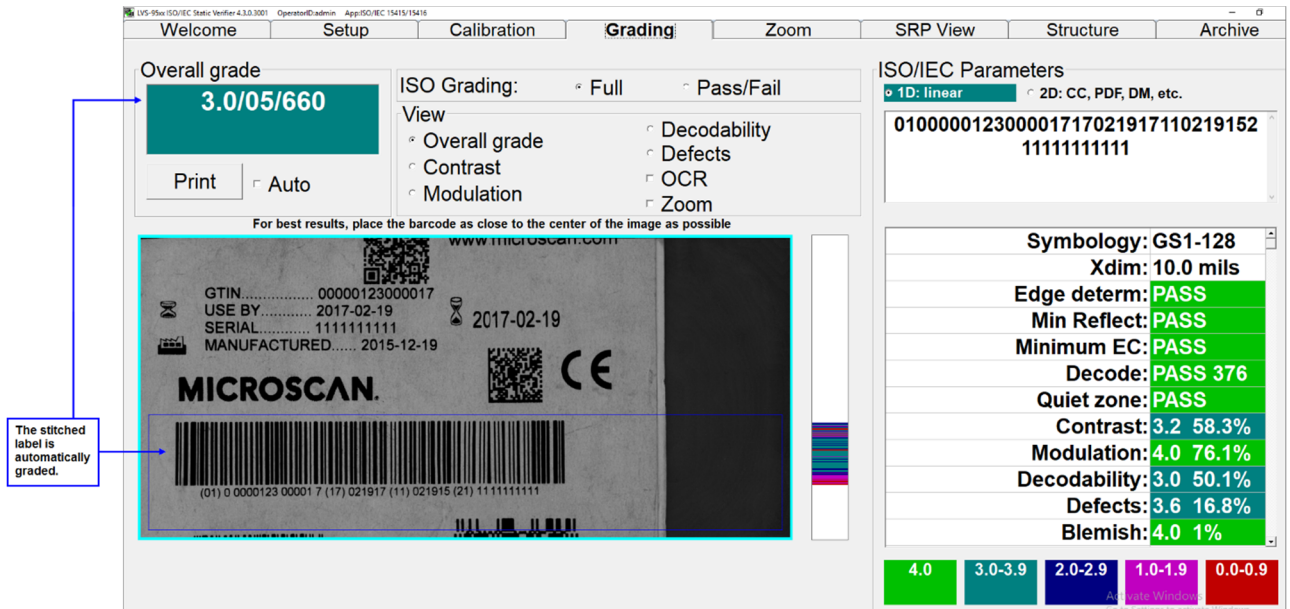 LVS-95xx ISO/IEC Static Verifier 4.3.0.3001 OperatorID:admin App:ISO/IEC 15415/15416
Welcome Setup Calibration Grading Zoom SRP View Structure Archive
Overall grade
3.0/05/660
Print Auto
ISO Grading: Full Pass/Fail
View
Overall grade
Contrast
Modulation
Decodability
Defects
OCR
Zoom
For best results, place the barcode as close to the center of the image as possible
www.microscan.com
GTIN................. 00000123000017
USE BY............ 2017-02-19
SERIAL............ 1111111111
MANUFACTURED...... 2015-12-19
2017-02-19
CE
MICROSCAN.
(01) 0 0000123 00001 7 (17) 021917 (11) 021915 (21) 1111111111
The stitched
label is
automatically
graded.
ISO/IEC Parameters
1D: linear 2D: CC, PDF, DM, etc.
010000012300001717021917110219152
11111111111
Symbology: GS1-128
Xdim: 10.0 mils
Edge determ: PASS
Min Reflect: PASS
Minimum EC: PASS
Decode: PASS 376
Quiet zone: PASS
Contrast: 3.2 58.3%
Modulation: 4.0 76.1%
Decodability: 3.0 50.1%
Defects: 3.6 16.8%
Blemish: 4.0 1%
4.0 3.0-3.9 2.0-2.9 1.0-1.9 0.0-0.9
Activate Windows